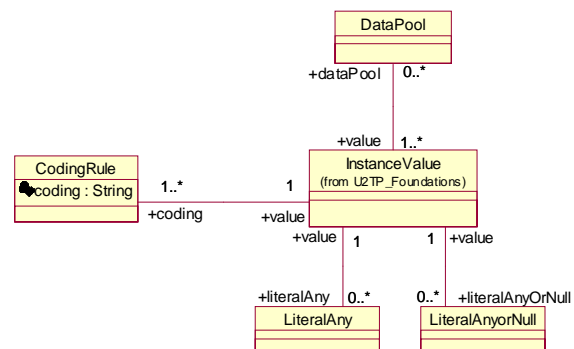 DataPool
+dataPool 0..*
+value 1..*
InstanceValue
(from U2TP_Foundations)
CodingRule
coding : String
1..* 1
+coding +value
+value 1 1 +value
+literalAny 0..* 0..* +literalAnyOrNull
LiteralAny LiteralAnyorNull